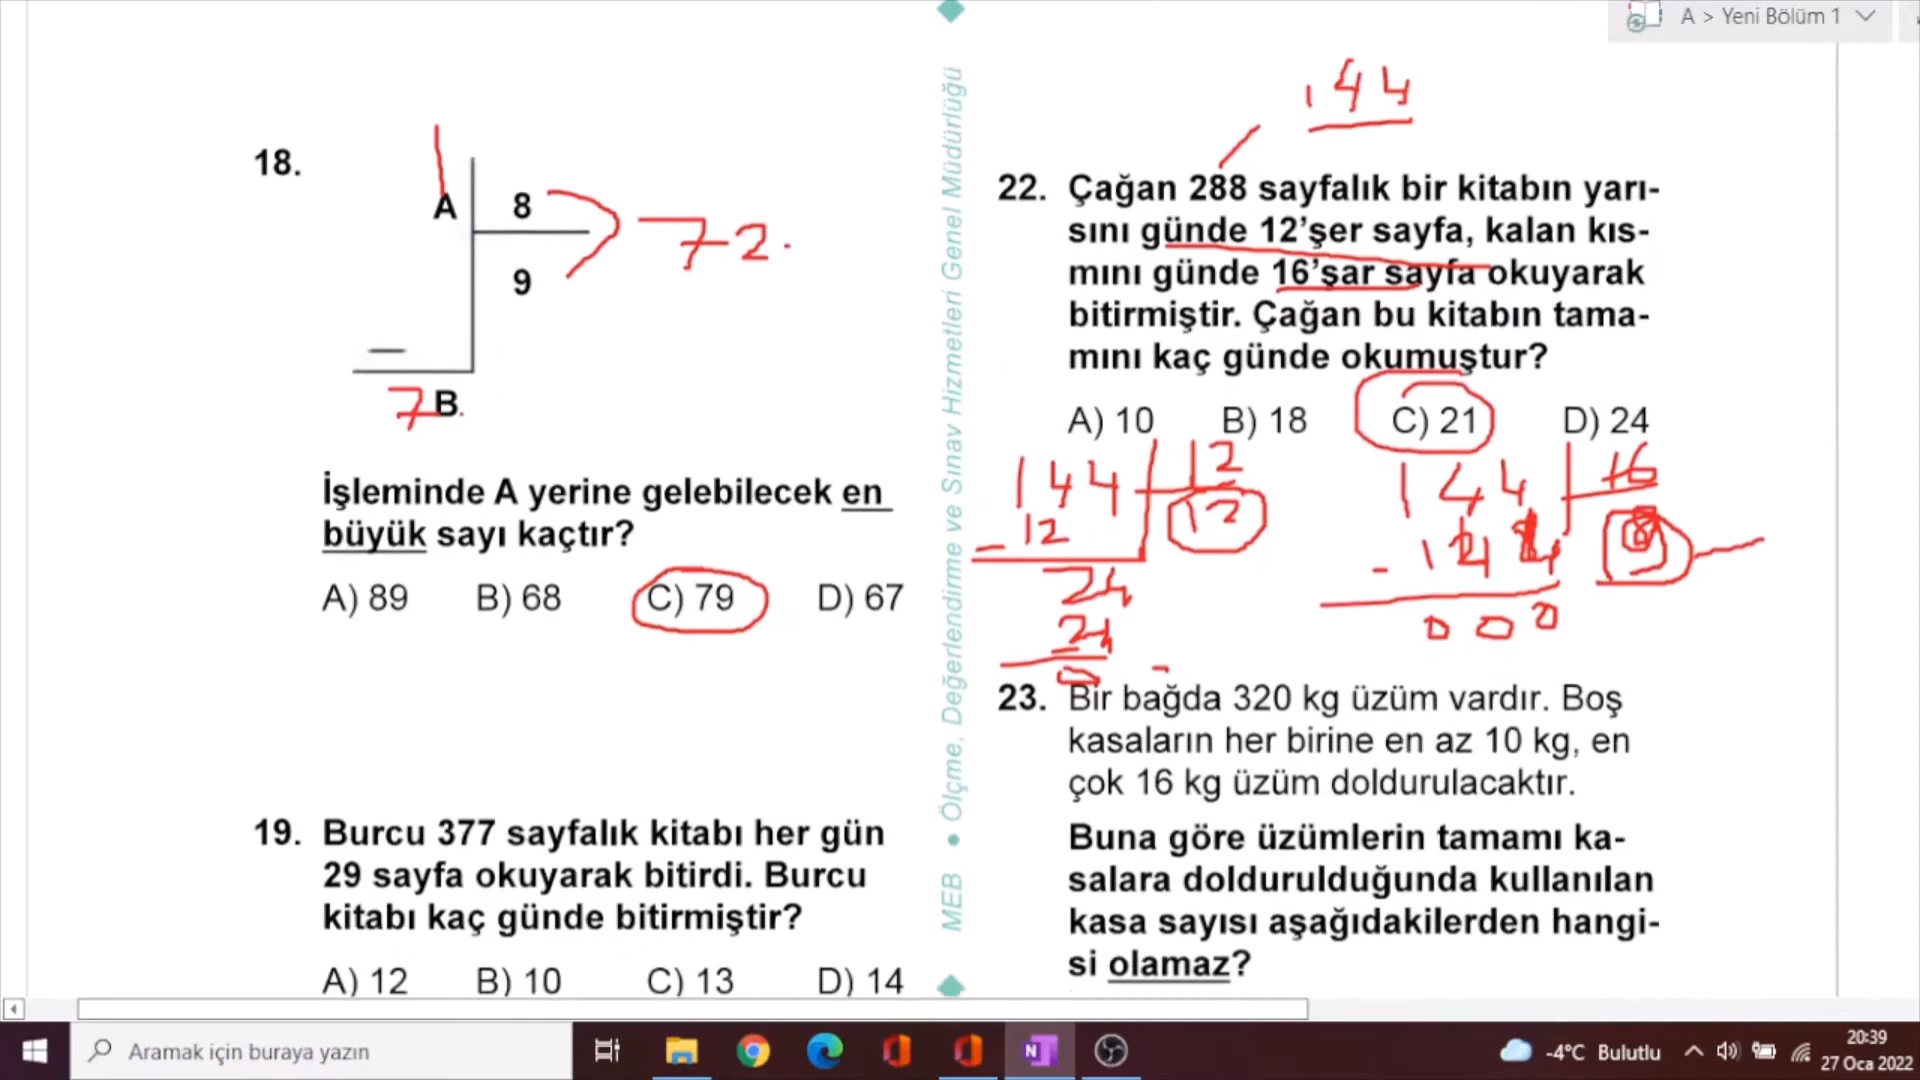 A > Yeni Bölüm 1
18.
A 8
9
72.
7B.
İşleminde A yerine gelebilecek en
büyük sayı kaçtır?
A) 89 B) 68 C) 79 D) 67
19. Burcu 377 sayfalık kitabı her gün
29 sayfa okuyarak bitirdi. Burcu
kitabı kaç günde bitirmiştir?
A) 12 B) 10 C) 13 D) 14
MEB ● Ölçme, Değerlendirme ve Sınav Hizmetleri Genel Müdürlüğü
144
22. Çağan 288 sayfalık bir kitabın yarı-
sını günde 12'şer sayfa, kalan kıs-
mını günde 16'şar sayfa okuyarak
bitirmiştir. Çağan bu kitabın tama-
mını kaç günde okumuştur?
A) 10 B) 18 C) 21 D) 24
144 12
- 12 12
24
24
0
144 16
- 144
000
23. Bir bağda 320 kg üzüm vardır. Boş
kasaların her birine en az 10 kg, en
çok 16 kg üzüm doldurulacaktır.
Buna göre üzümlerin tamamı ka-
salara doldurulduğunda kullanılan
kasa sayısı aşağıdakilerden hangi-
si olamaz?
Aramak için buraya yazın
-4°C Bulutlu
20:39
27 Oca 2022